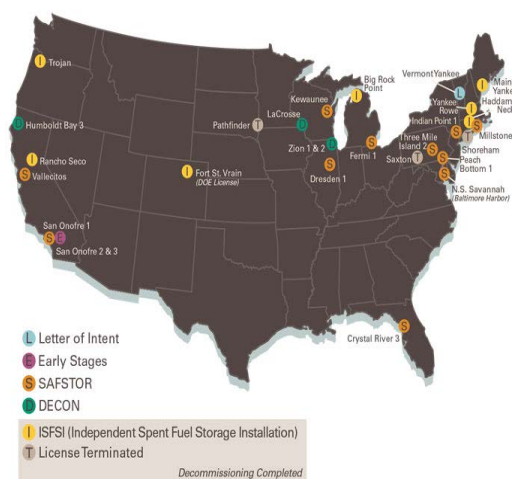 Trojan
Humboldt Bay 3
D
Rancho Seco
I
Vallecitos
S
San Onofre 1
S E
San Onofre 2 & 3
I
Fort St. Vrain
(DOE License)
Pathfinder
T
LaCrosse
D
Kewaunee
S
Big Rock
Point
I
Zion 1 & 2
D
Dresden 1
S
Fermi 1
S
Vermont Yankee
L
I
Maine
Yankee
Yankee
Rowe
I
Haddam
Neck
Indian Point 1
I
S
Millstone
T
Three Mile
Island 2
S
Shoreham
Saxton
T
Peach
Bottom 1
S
N.S. Savannah
(Baltimore Harbor)
S
Crystal River 3
S
L Letter of Intent
E Early Stages
S SAFSTOR
D DECON
I ISFSI (Independent Spent Fuel Storage Installation)
T License Terminated
Decommissioning Completed